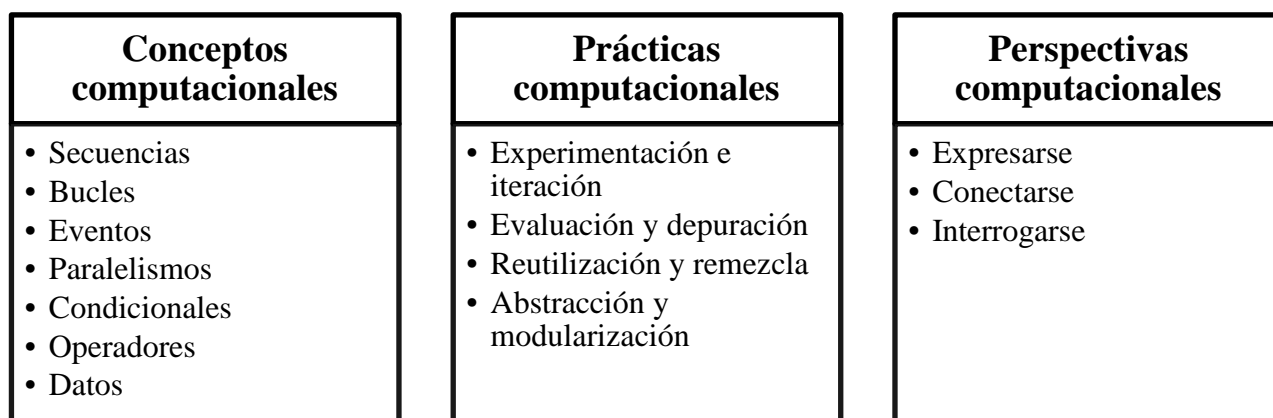 Conceptos
computacionales
• Secuencias
• Bucles
• Eventos
• Paralelismos
• Condicionales
• Operadores
• Datos
Prácticas
computacionales
• Experimentación e
iteración
• Evaluación y depuración
• Reutilización y remezcla
• Abstracción y
modularización
Perspectivas
computacionales
• Expresarse
• Conectarse
• Interrogarse